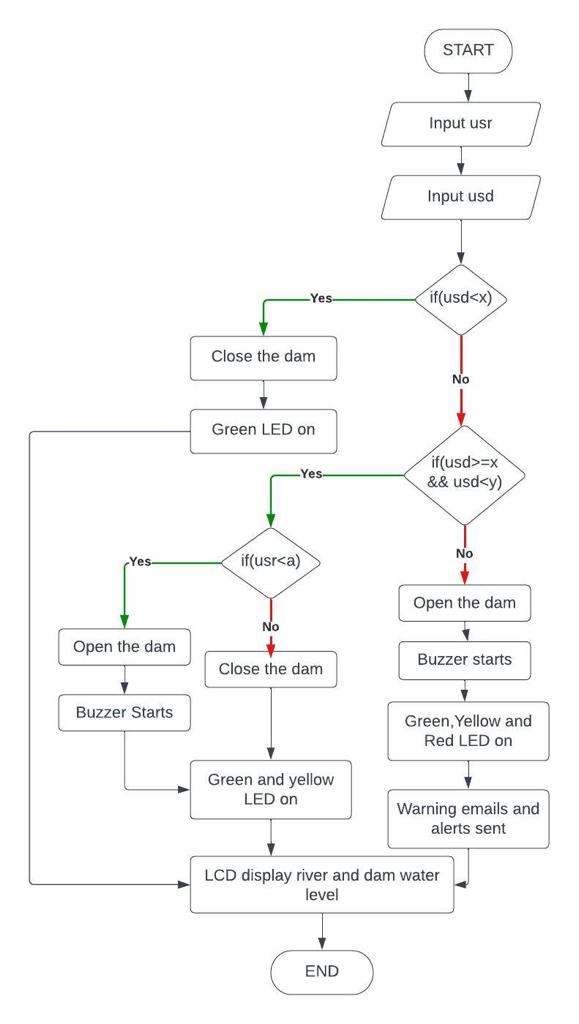 START
Input usr
Input usd
if(usd<x)
Yes
No
Close the dam
Green LED on
if(usd>=x
&& usd<y)
Yes
No
if(usr<a)
Yes
No
Open the dam
Buzzer Starts
Close the dam
Green and yellow
LED on
Open the dam
Buzzer starts
Green,Yellow and
Red LED on
Warning emails and
alerts sent
LCD display river and dam water
level
END